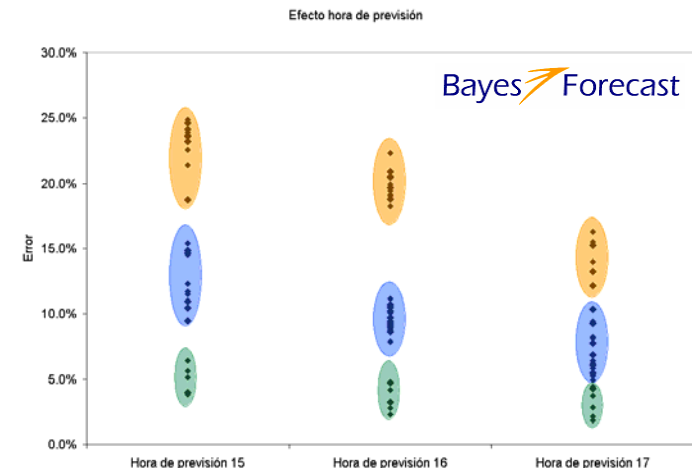 Efecto hora de previsión
Bayes Forecast
30.0%
25.0%
20.0%
15.0%
10.0%
5.0%
0.0%
Error
Hora de previsión 15
Hora de previsión 16
Hora de previsión 17